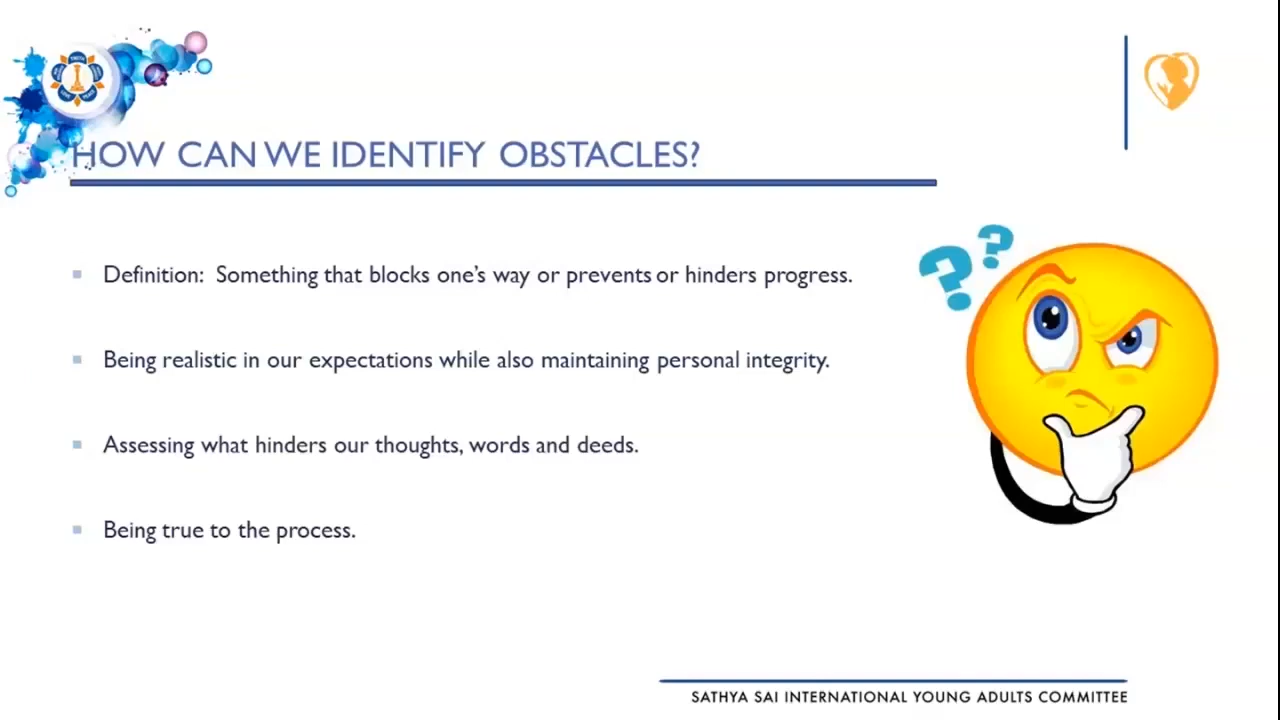 HOW CAN WE IDENTIFY OBSTACLES?
Definition: Something that blocks one's way or prevents or hinders progress.
Being realistic in our expectations while also maintaining personal integrity.
Assessing what hinders our thoughts, words and deeds.
Being true to the process.
? ?
SATHYA SAI INTERNATIONAL YOUNG ADULTS COMMITTEE